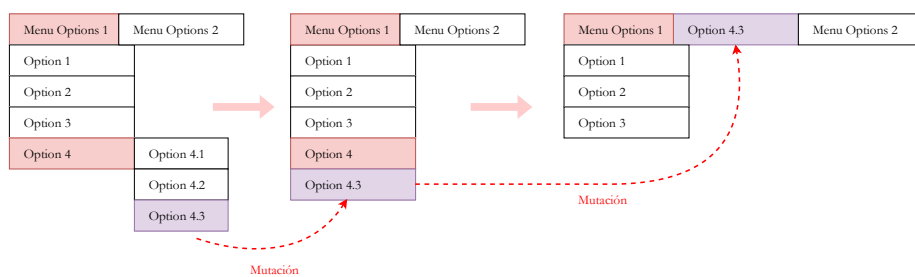 Menu Options 1
Menu Options 2
Option 1
Option 2
Option 3
Option 4
Option 4.1
Option 4.2
Option 4.3
Mutación
Menu Options 1
Menu Options 2
Option 1
Option 2
Option 3
Option 4
Option 4.3
Mutación
Menu Options 1
Option 4.3
Menu Options 2
Option 1
Option 2
Option 3